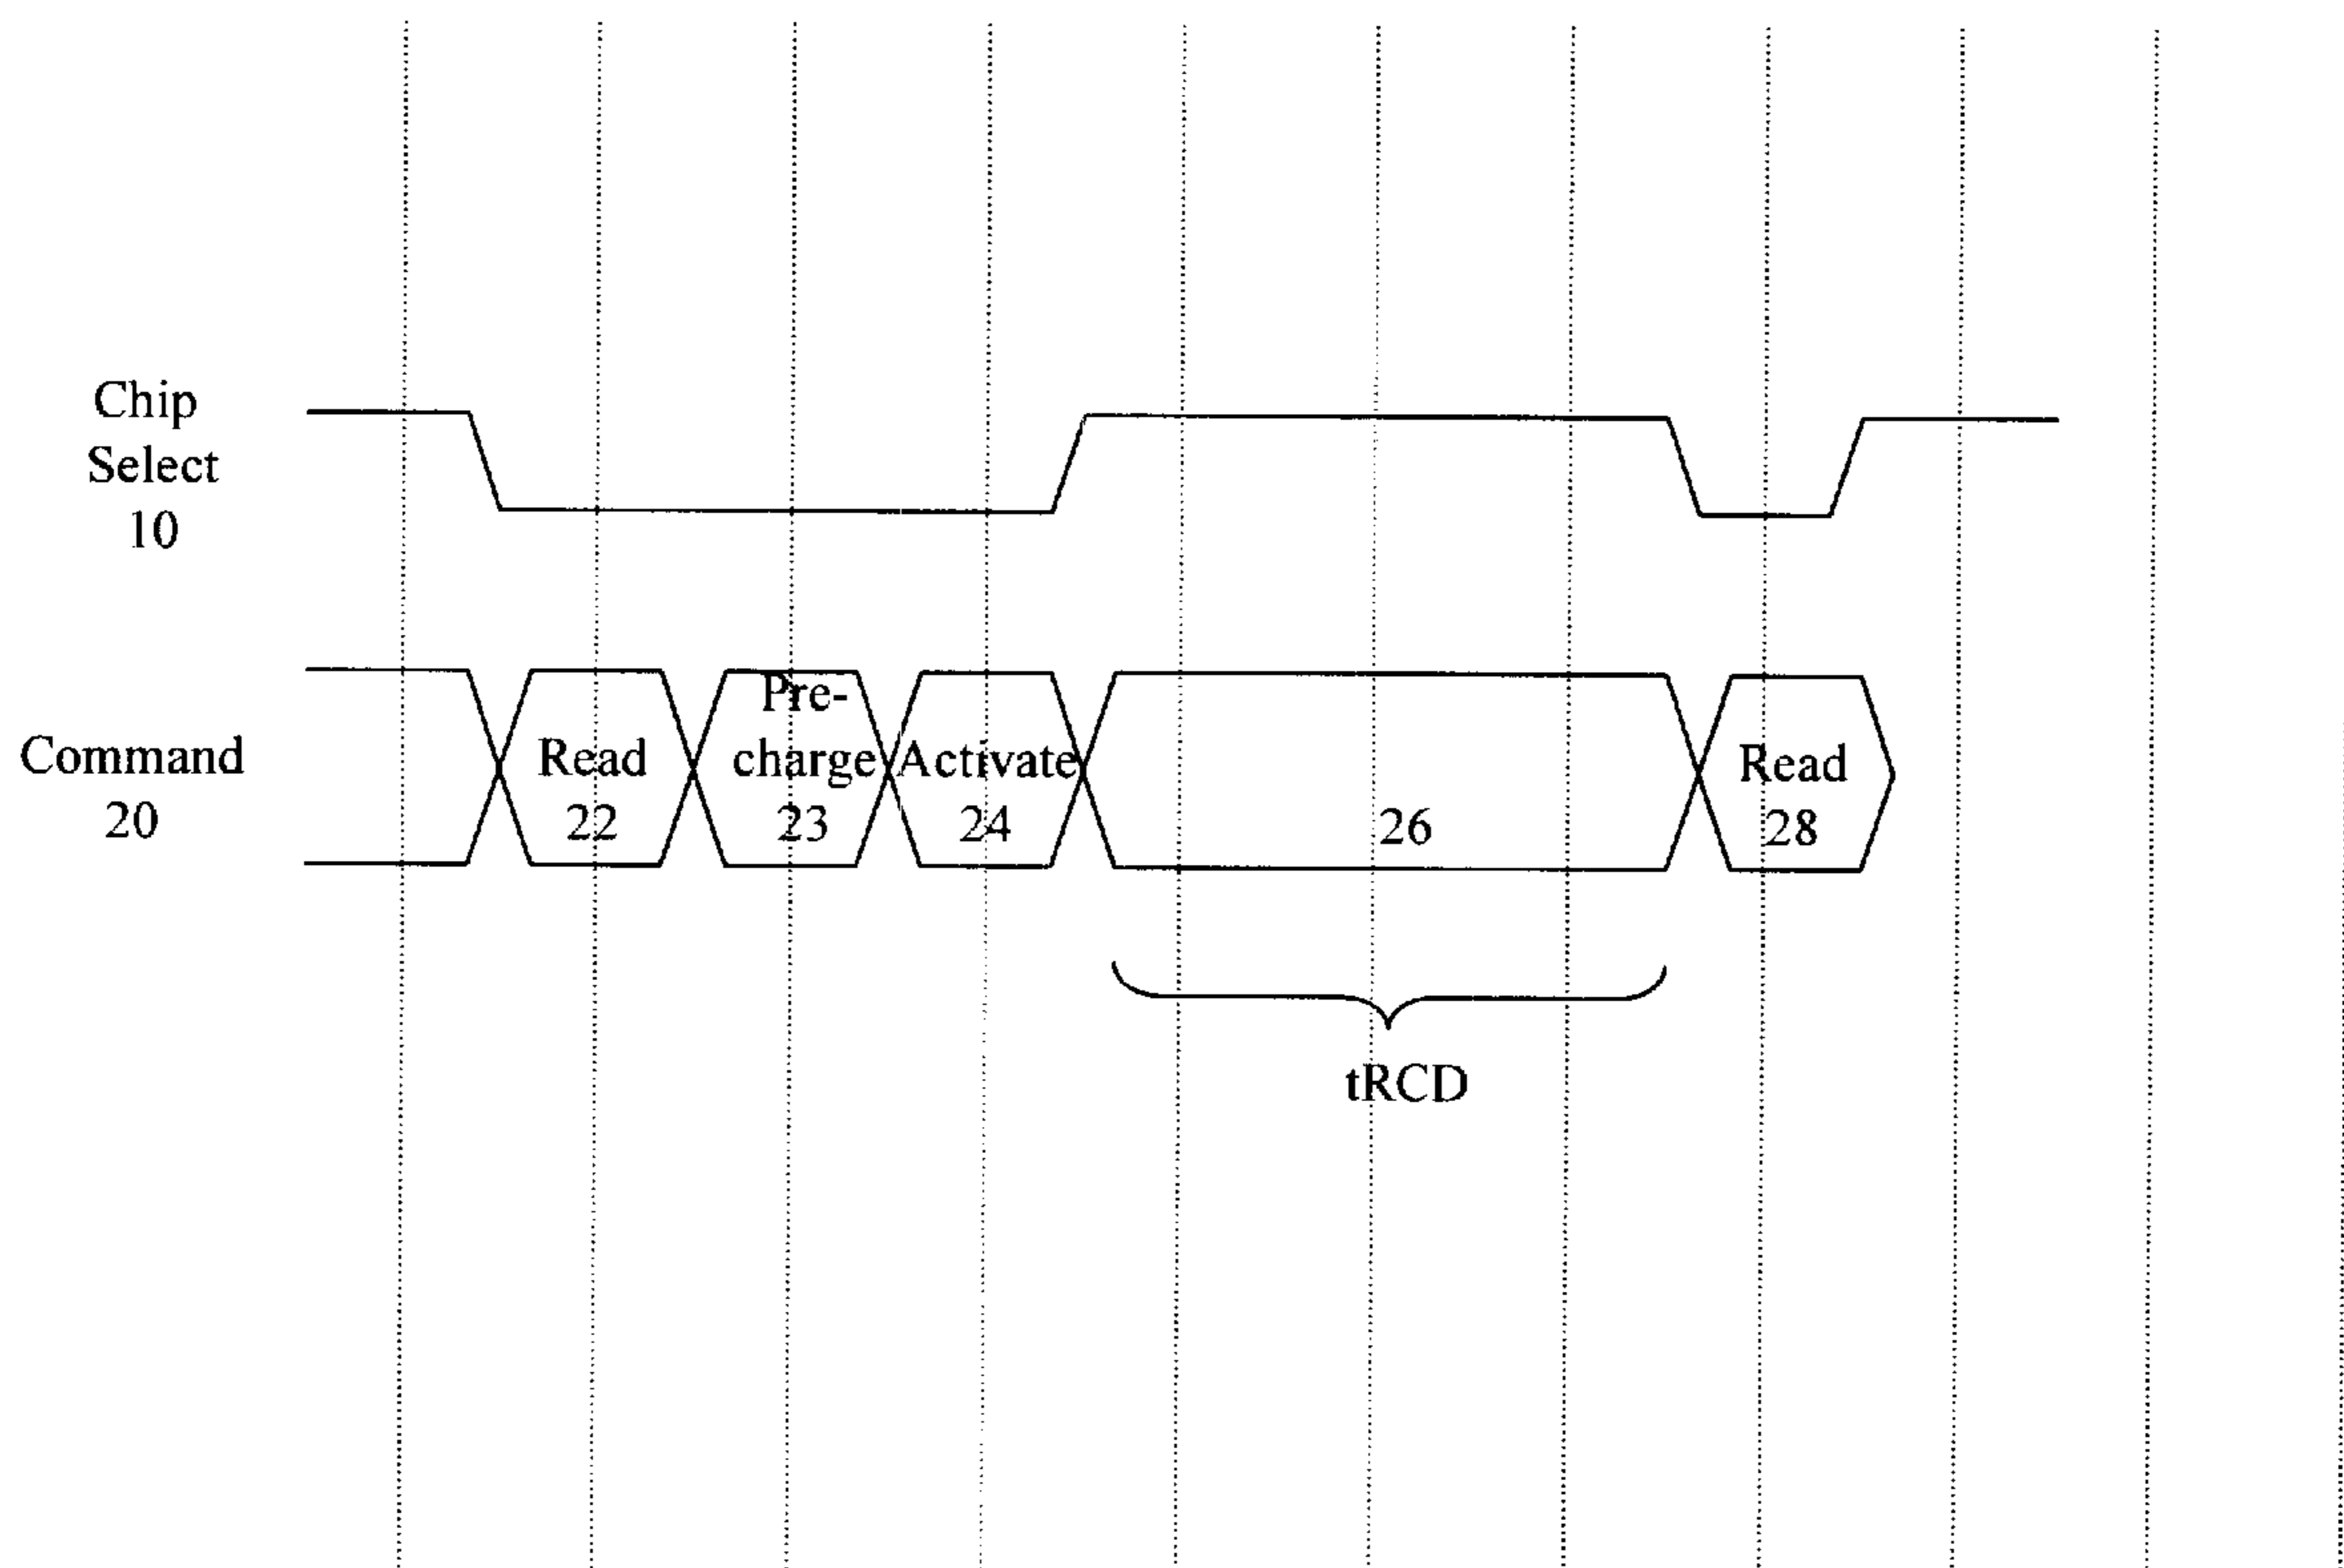 Chip
Select
10
Command
20
Read
22
Pre-
charge
23
Activate
24
26
Read
28
tRCD